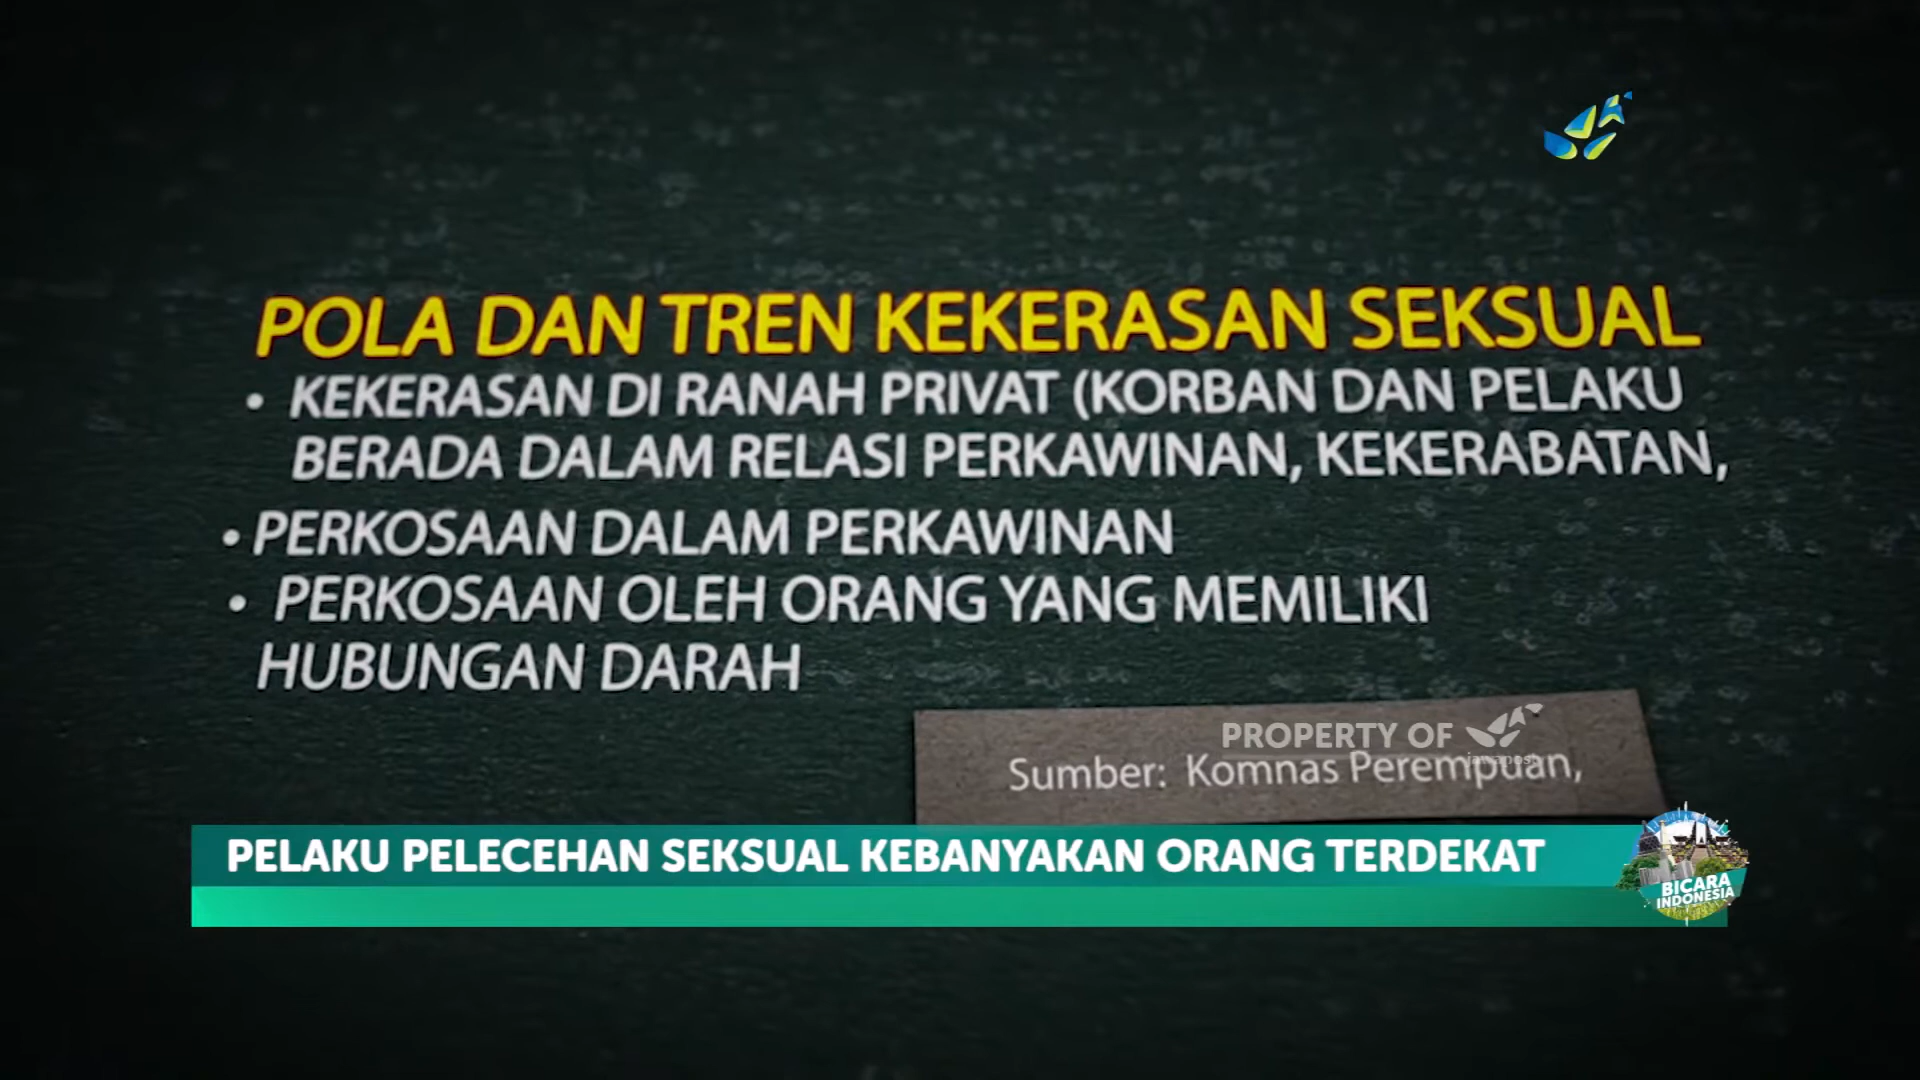 POLA DAN TREN KEKERASAN SEKSUAL
• KEKERASAN DI RANAH PRIVAT (KORBAN DAN PELAKU
BERADA DALAM RELASI PERKAWINAN, KEKERABATAN,
• PERKOSAAN DALAM PERKAWINAN
• PERKOSAAN OLEH ORANG YANG MEMILIKI
HUBUNGAN DARAH
PROPERTY OF
Sumber: Komnas Perempuan,
PELAKU PELECEHAN SEKSUAL KEBANYAKAN ORANG TERDEKAT
BICARA
INDONESIA